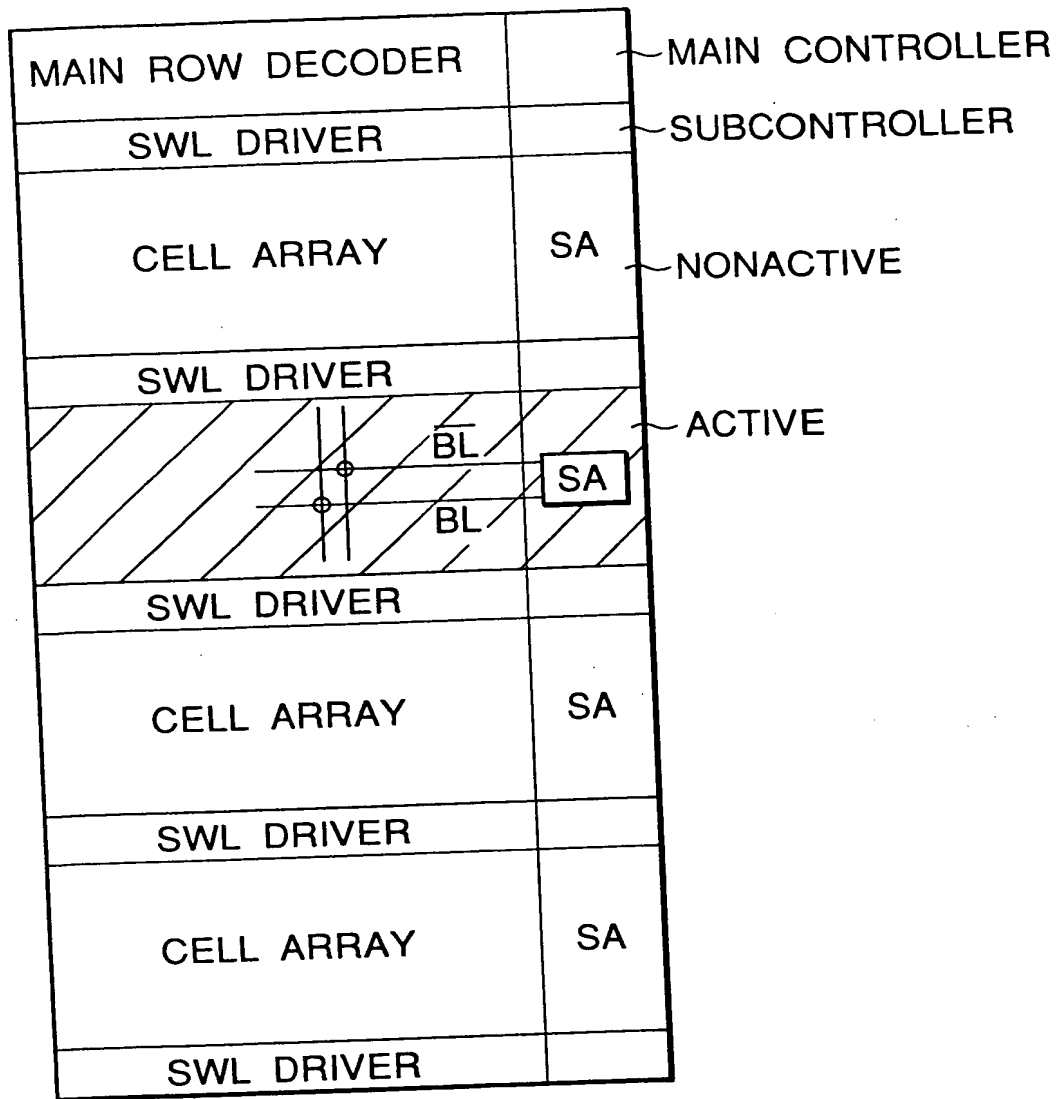 MAIN ROW DECODER
MAIN CONTROLLER
SWL DRIVER
SUBCONTROLLER
CELL ARRAY
SA
NONACTIVE
SWL DRIVER
ACTIVE
B̅L̅
SA
BL
SWL DRIVER
CELL ARRAY
SA
SWL DRIVER
CELL ARRAY
SA
SWL DRIVER